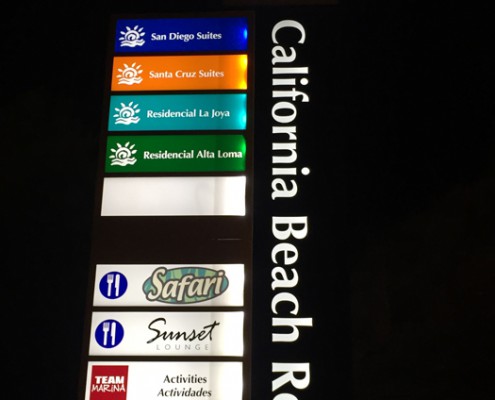 San Diego Suites
Santa Cruz Suites
Residencial La Joya
Residencial Alta Loma
Safari
Sunset
LOUNGE
TEAM
MARINA
Activities
Actividades
California Beach